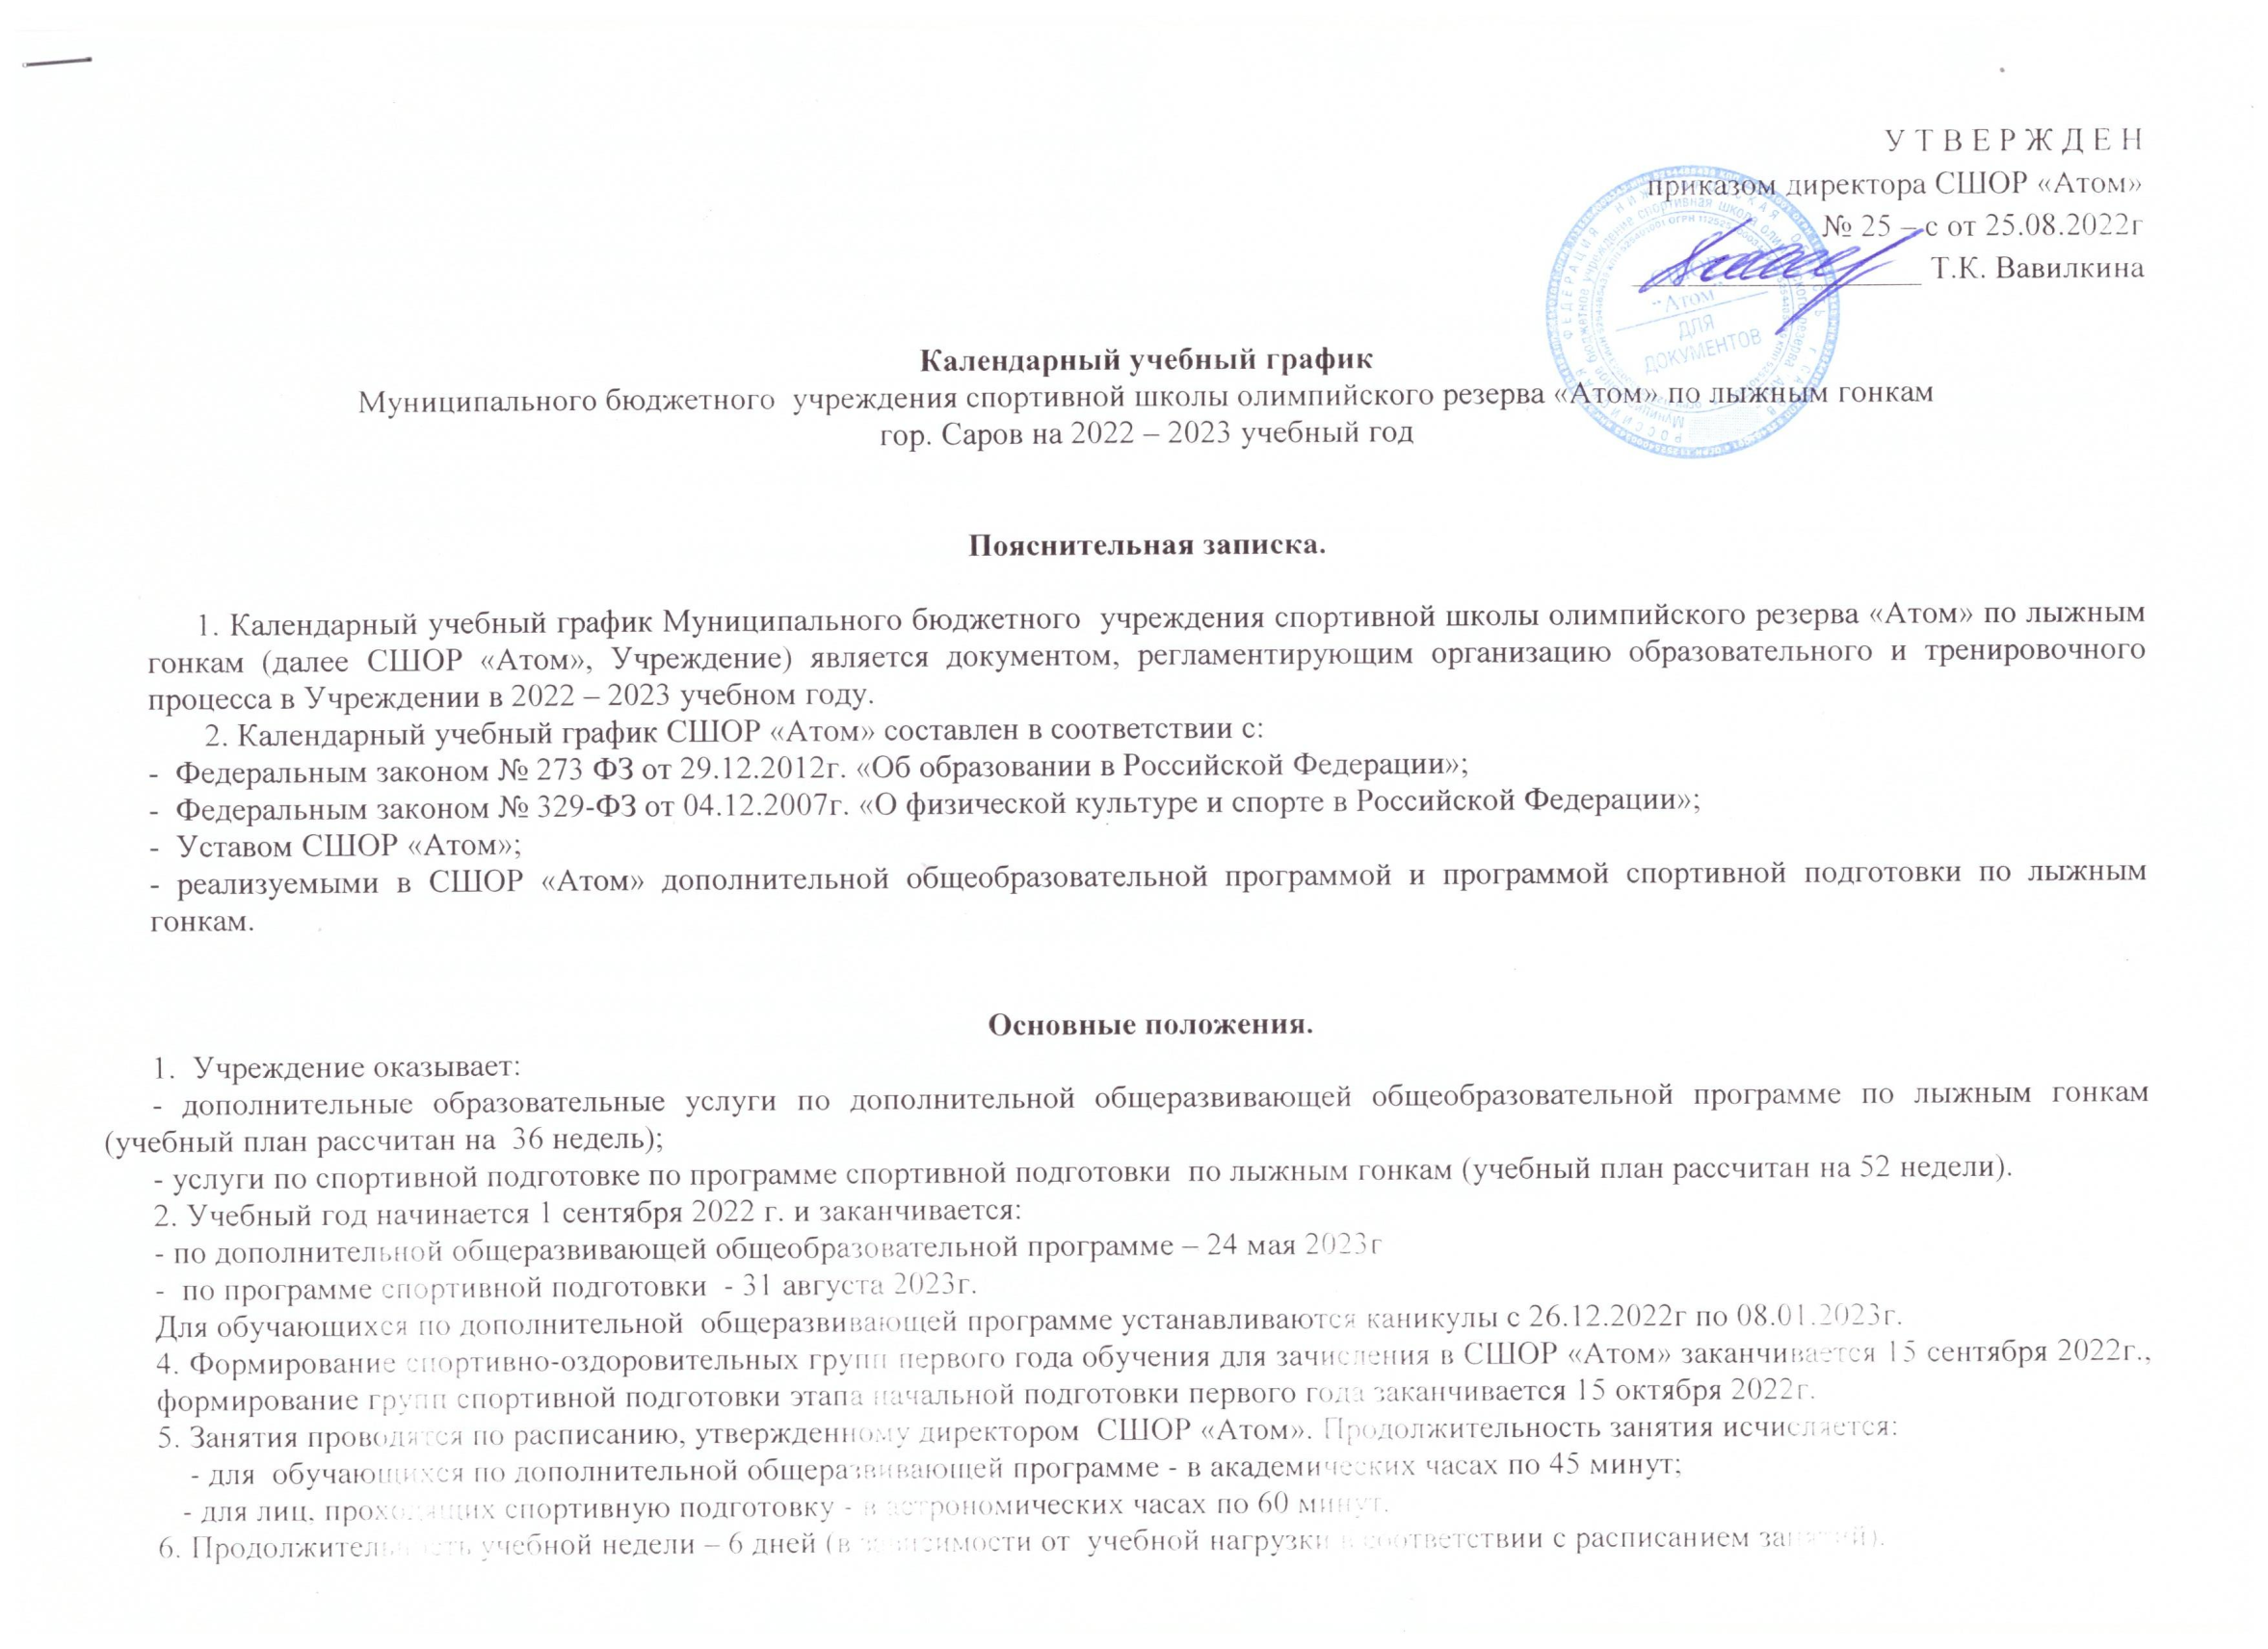 У Т В Е Р Ж Д Е Н
приказом директора СШОР «Атом»
№ 25 – с от 25.08.2022г
Т.К. Вавилкина
"Атом"
ДЛЯ
ДОКУМЕНТОВ
Календарный учебный график
Муниципального бюджетного учреждения спортивной школы олимпийского резерва «Атом» по лыжным гонкам
гор. Саров на 2022 – 2023 учебный год
Пояснительная записка.
1. Календарный учебный график Муниципального бюджетного учреждения спортивной школы олимпийского резерва «Атом» по лыжным
гонкам (далее СШОР «Атом», Учреждение) является документом, регламентирующим организацию образовательного и тренировочного
процесса в Учреждении в 2022 – 2023 учебном году.
2. Календарный учебный график СШОР «Атом» составлен в соответствии с:
- Федеральным законом № 273 ФЗ от 29.12.2012г. «Об образовании в Российской Федерации»;
- Федеральным законом № 329-ФЗ от 04.12.2007г. «О физической культуре и спорте в Российской Федерации»;
- Уставом СШОР «Атом»;
- реализуемыми в СШОР «Атом» дополнительной общеобразовательной программой и программой спортивной подготовки по лыжным
гонкам.
Основные положения.
1. Учреждение оказывает:
- дополнительные образовательные услуги по дополнительной общеразвивающей общеобразовательной программе по лыжным гонкам
(учебный план рассчитан на 36 недель);
- услуги по спортивной подготовке по программе спортивной подготовки по лыжным гонкам (учебный план рассчитан на 52 недели).
2. Учебный год начинается 1 сентября 2022 г. и заканчивается:
- по дополнительной общеразвивающей общеобразовательной программе – 24 мая 2023г
- по программе спортивной подготовки - 31 августа 2023г.
Для обучающихся по дополнительной общеразвивающей программе устанавливаются каникулы с 26.12.2022г по 08.01.2023г.
4. Формирование спортивно-оздоровительных групп первого года обучения для зачисления в СШОР «Атом» заканчивается 15 сентября 2022г.,
формирование групп спортивной подготовки этапа начальной подготовки первого года заканчивается 15 октября 2022г.
5. Занятия проводятся по расписанию, утвержденному директором СШОР «Атом». Продолжительность занятия исчисляется:
- для обучающихся по дополнительной общеразвивающей программе - в академических часах по 45 минут;
- для лиц, проходящих спортивную подготовку - в астрономических часах по 60 минут.
6. Продолжительность учебной недели – 6 дней (в зависимости от учебной нагрузки в соответствии с расписанием занятий).